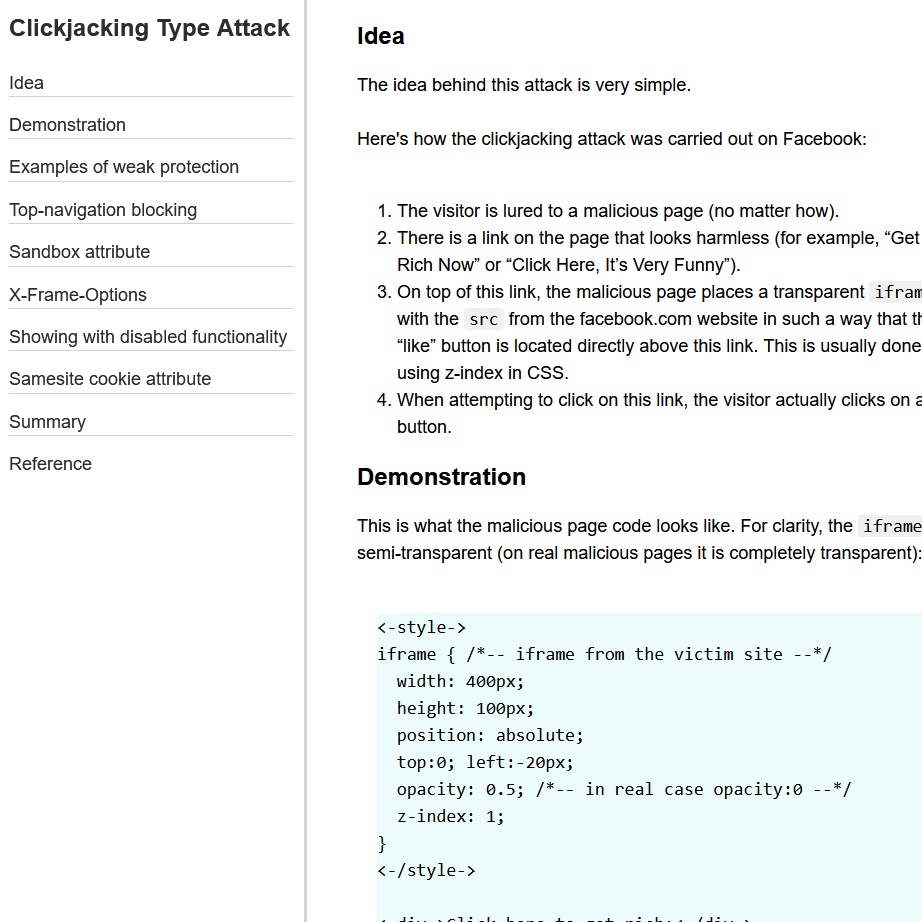 Clickjacking Type Attack
Idea
Demonstration
Examples of weak protection
Top-navigation blocking
Sandbox attribute
X-Frame-Options
Showing with disabled functionality
Samesite cookie attribute
Summary
Reference
Idea
The idea behind this attack is very simple.
Here's how the clickjacking attack was carried out on Facebook:
1. The visitor is lured to a malicious page (no matter how).
2. There is a link on the page that looks harmless (for example, “Get
Rich Now” or “Click Here, It’s Very Funny”).
3. On top of this link, the malicious page places a transparent
with the src from the facebook.com website in such a way that
“like” button is located directly above this link. This is usually done
using z-index in CSS.
4. When attempting to click on this link, the visitor actually clicks on a
button.
Demonstration
This is what the malicious page code looks like. For clarity, the iframe
semi-transparent (on real malicious pages it is completely transparent):
<-style->
iframe { /*-- iframe from the victim site --*/
width: 400px;
height: 100px;
position: absolute;
top:0; left:-20px;
opacity: 0.5; /*-- in real case opacity:0 --*/
z-index: 1;
}
<-/style->